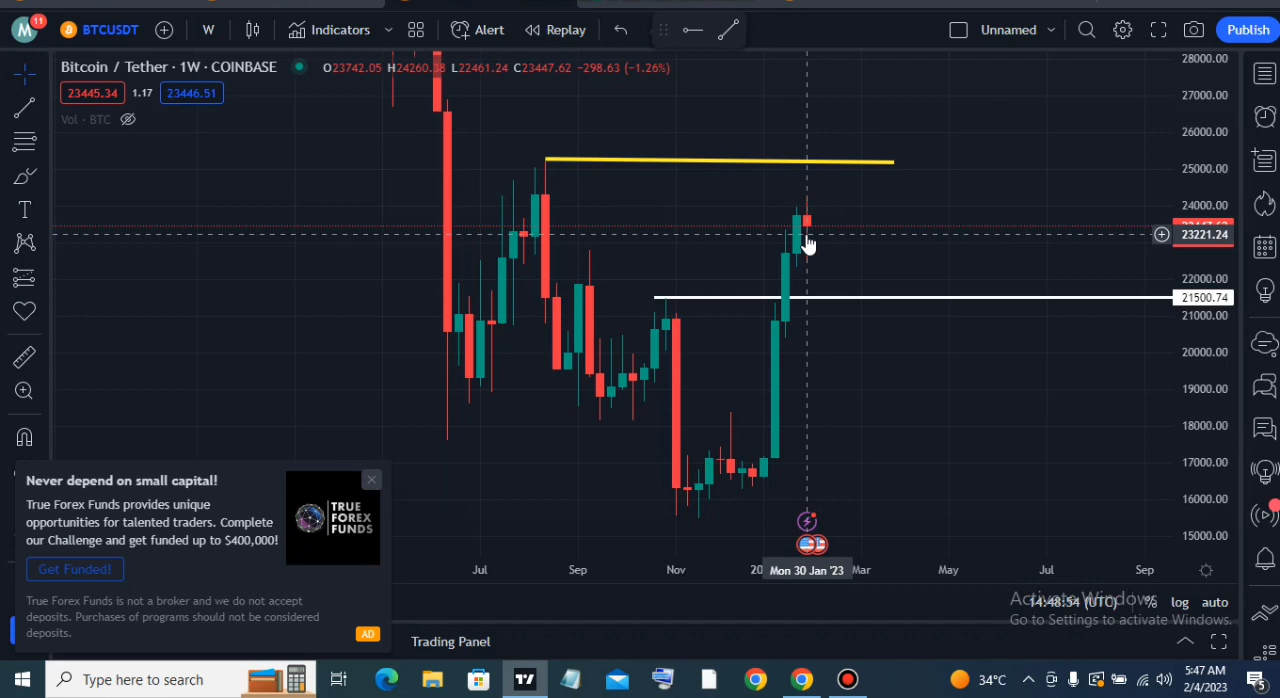 M 11
BTCUSDT W Indicators Alert Replay Unnamed Publish
Bitcoin / Tether · 1W · COINBASE O23742.05 H24260.38 L22461.24 C23447.62 −298.63 (−1.26%)
23445.34 1.17 23446.51
Vol · BTC
28000.00
27000.00
26000.00
25000.00
24000.00
23221.24
22000.00
21500.74
21000.00
20000.00
19000.00
18000.00
17000.00
16000.00
15000.00
Never depend on small capital!
True Forex Funds provides unique
opportunities for talented traders. Complete
our Challenge and get funded up to $400,000!
TRUE
FOREX
FUNDS
Get Funded!
True Forex Funds is not a broker and we do not accept
deposits. Purchases of programs should not be considered
deposits.
AD
Jul Sep Nov 20 Mon 30 Jan '23 Mar May Jul Sep
14:48:54 (UTC) % log auto
Activate Windows
Go to Settings to activate Windows.
Trading Panel
Type here to search
34°C
5:47 AM
2/4/2023
5